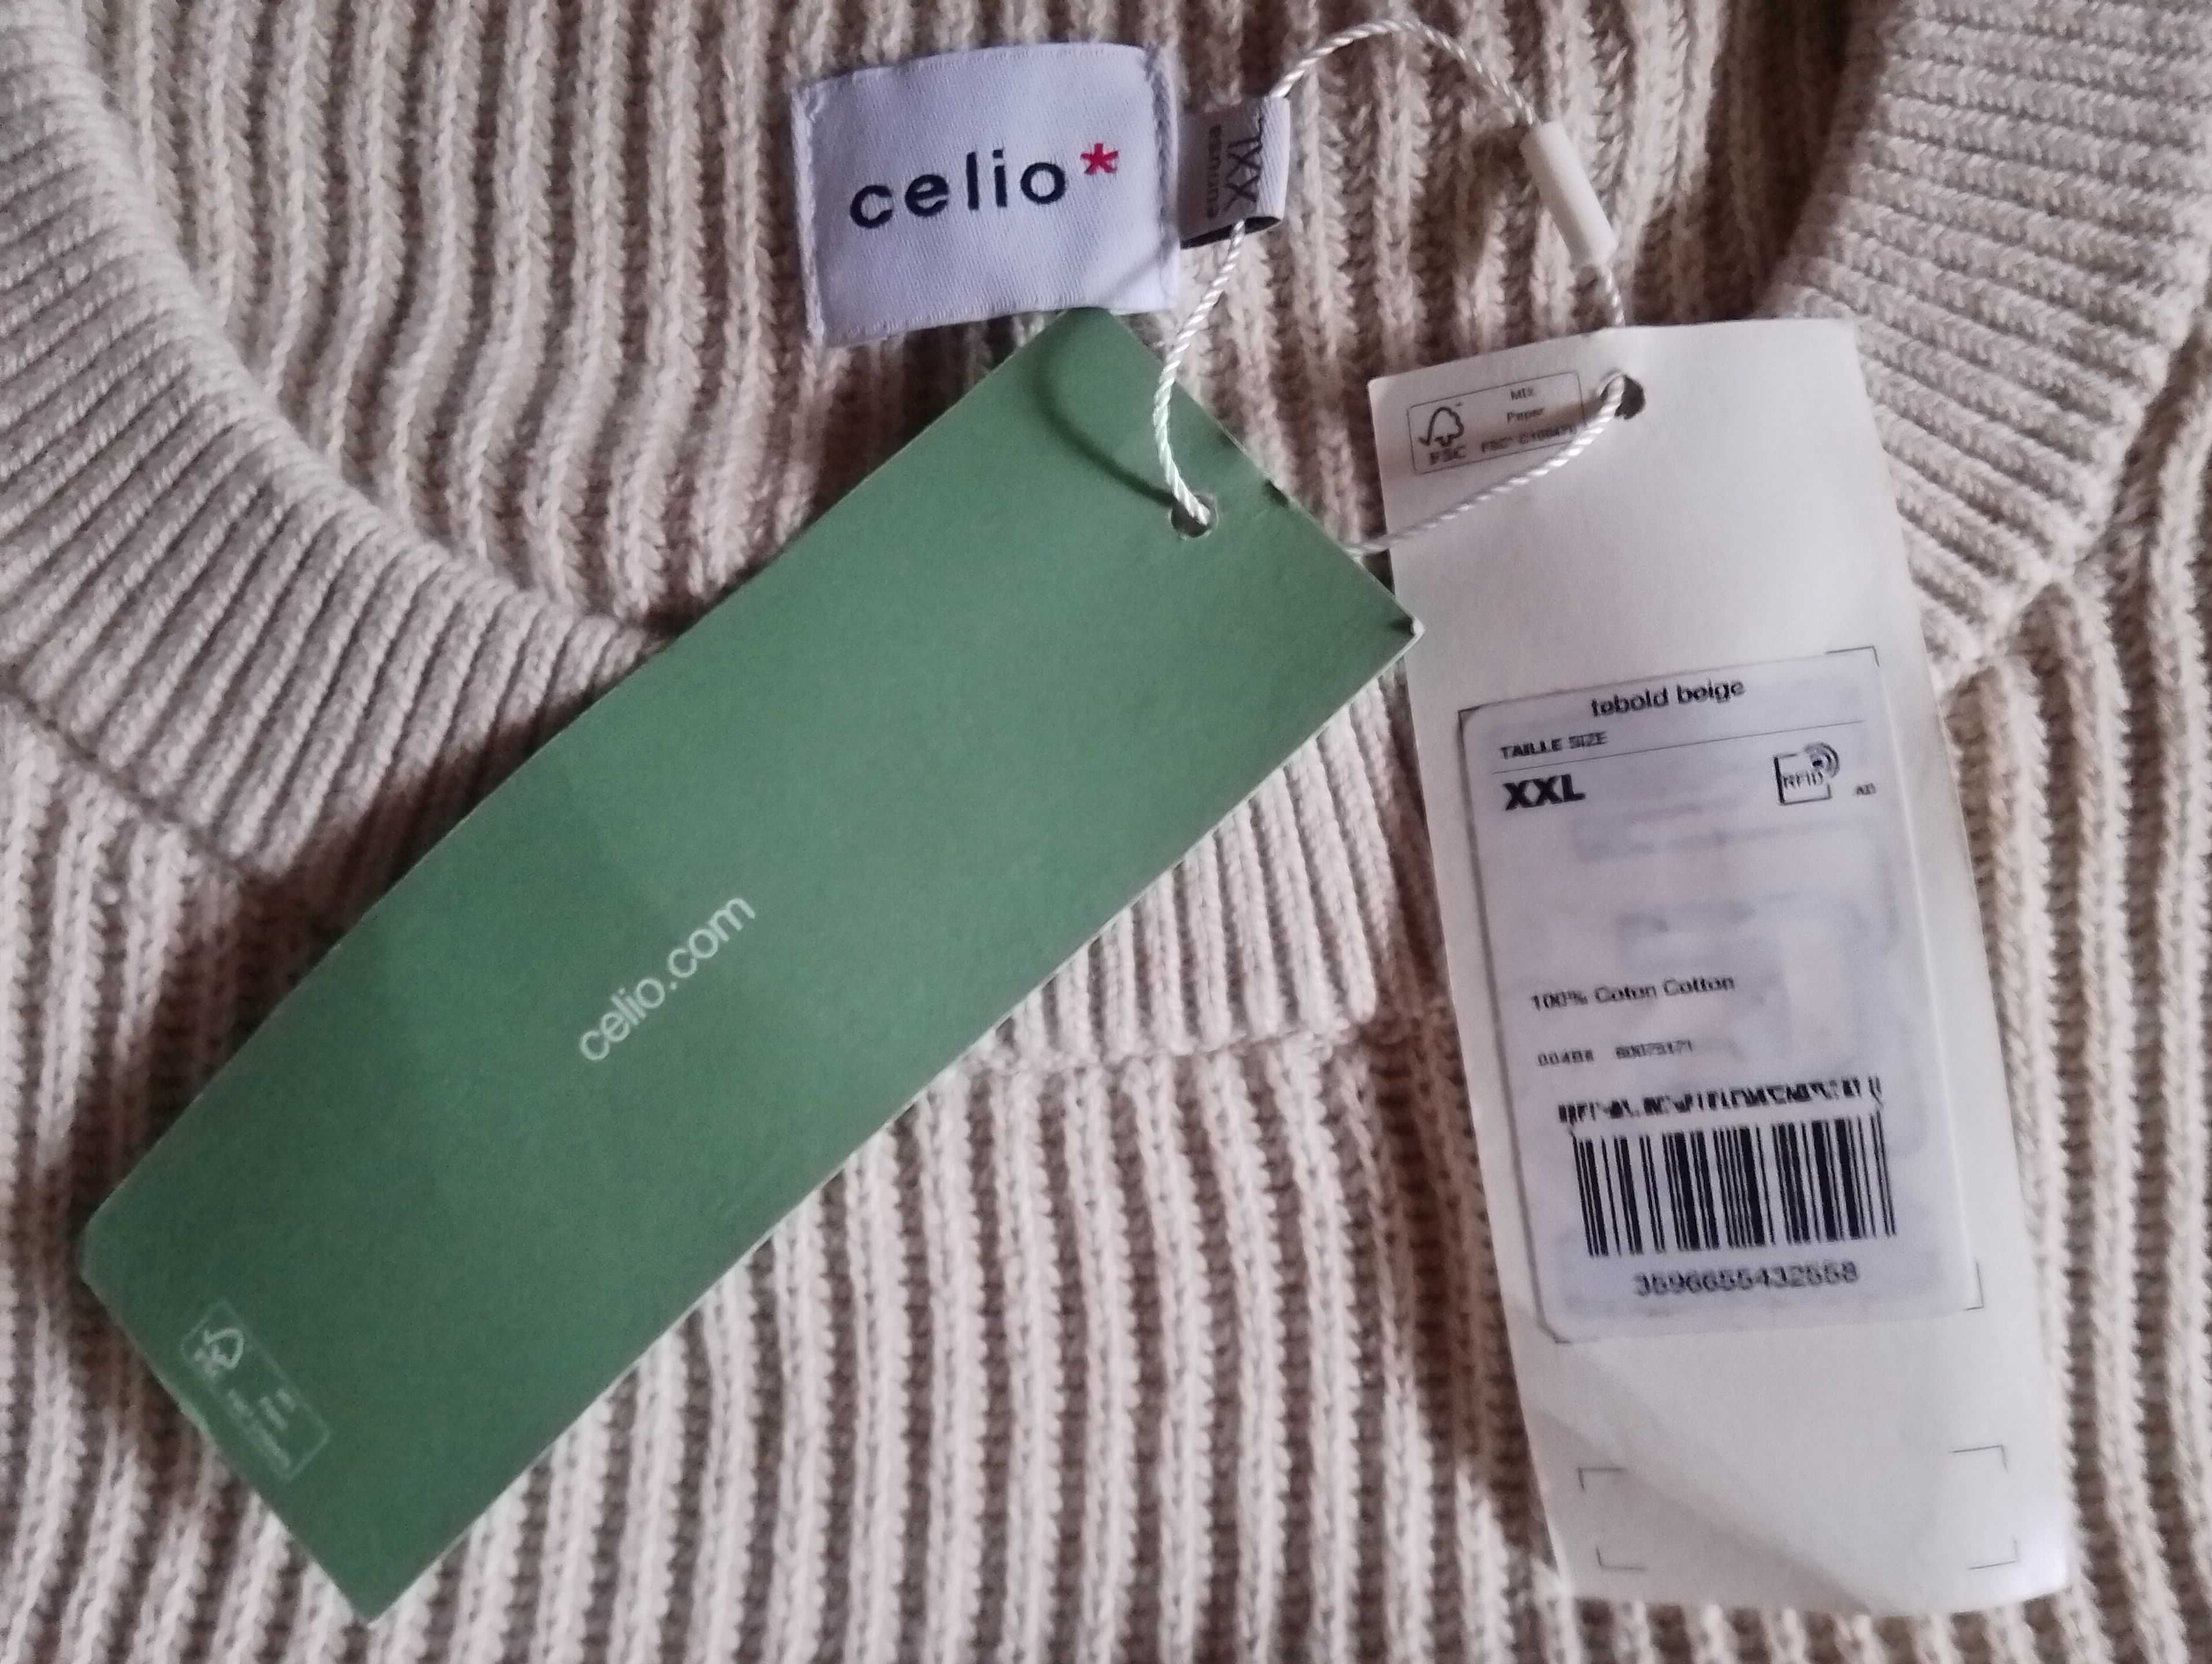 celio*
XXL
MIX
Paper
FSC
celio.com
tebold beige
TAILLE SIZE
XXL
RFID
100% Coton Cotton
3596655432558